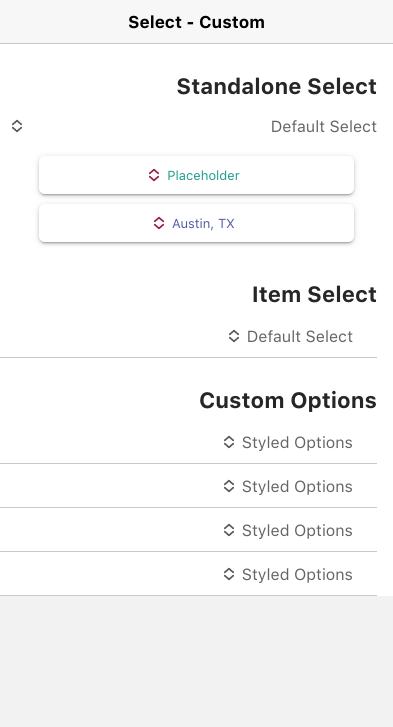 Select - Custom
Standalone Select
Default Select
Placeholder
Austin, TX
Item Select
Default Select
Custom Options
Styled Options
Styled Options
Styled Options
Styled Options